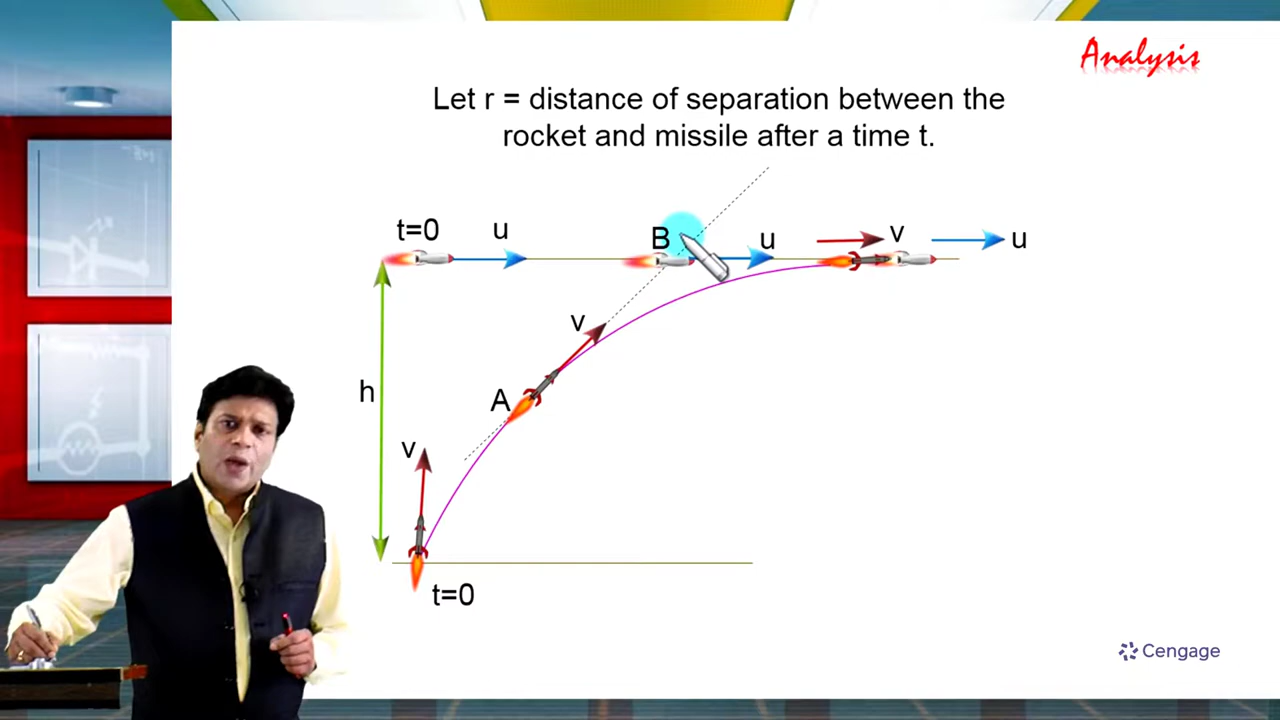 Analysis
Let r = distance of separation between the
rocket and missile after a time t.
t=0
u
B
u
v
u
v
h
A
v
t=0
Cengage